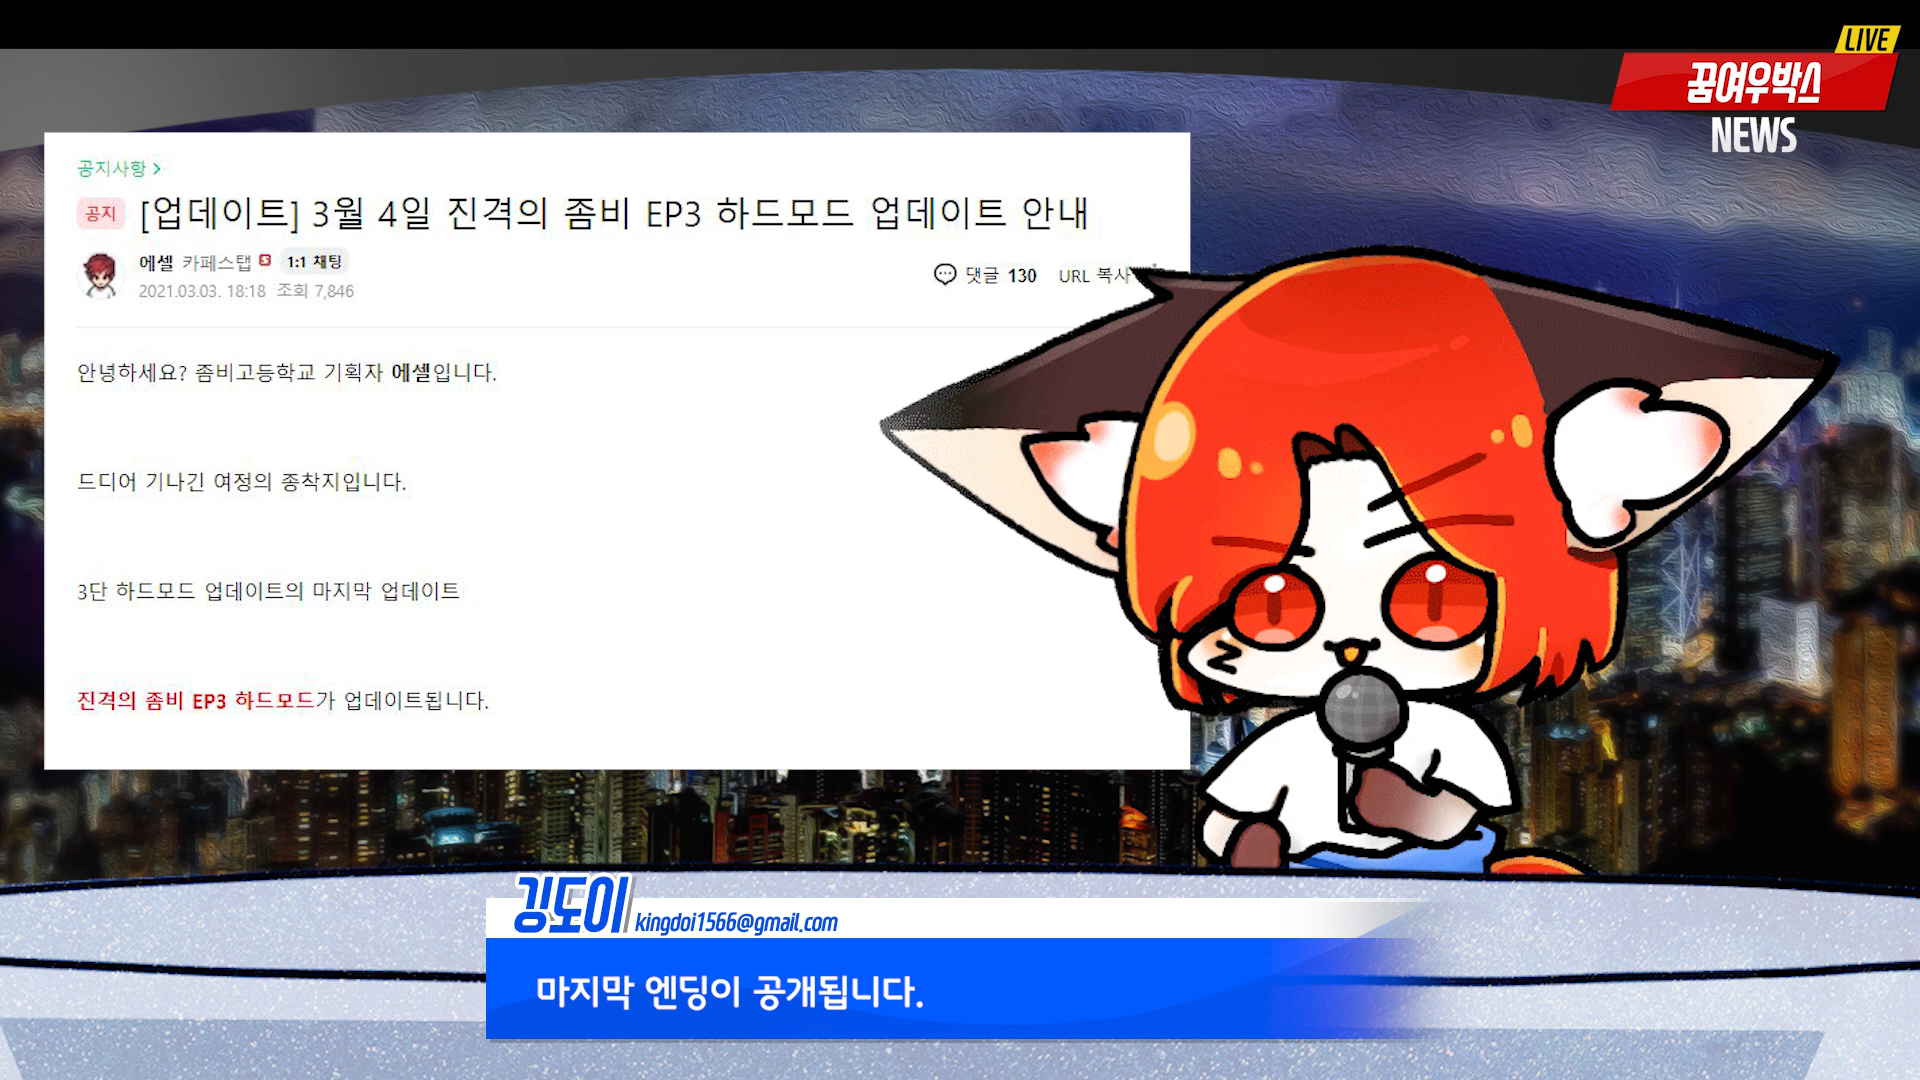 LIVE
꿈여우박스
NEWS
공지사항 >
공지 [업데이트] 3월 4일 진격의 좀비 EP3 하드모드 업데이트 안내
에셀 카페스탭 1:1 채팅
2021.03.03. 18:18 조회 7,846
댓글 130 URL 복사
안녕하세요? 좀비고등학교 기획자 에셀입니다.
드디어 기나긴 여정의 종착지입니다.
3단 하드모드 업데이트의 마지막 업데이트
진격의 좀비 EP3 하드모드가 업데이트됩니다.
깅도이 kingdoi1566@gmail.com
마지막 엔딩이 공개됩니다.